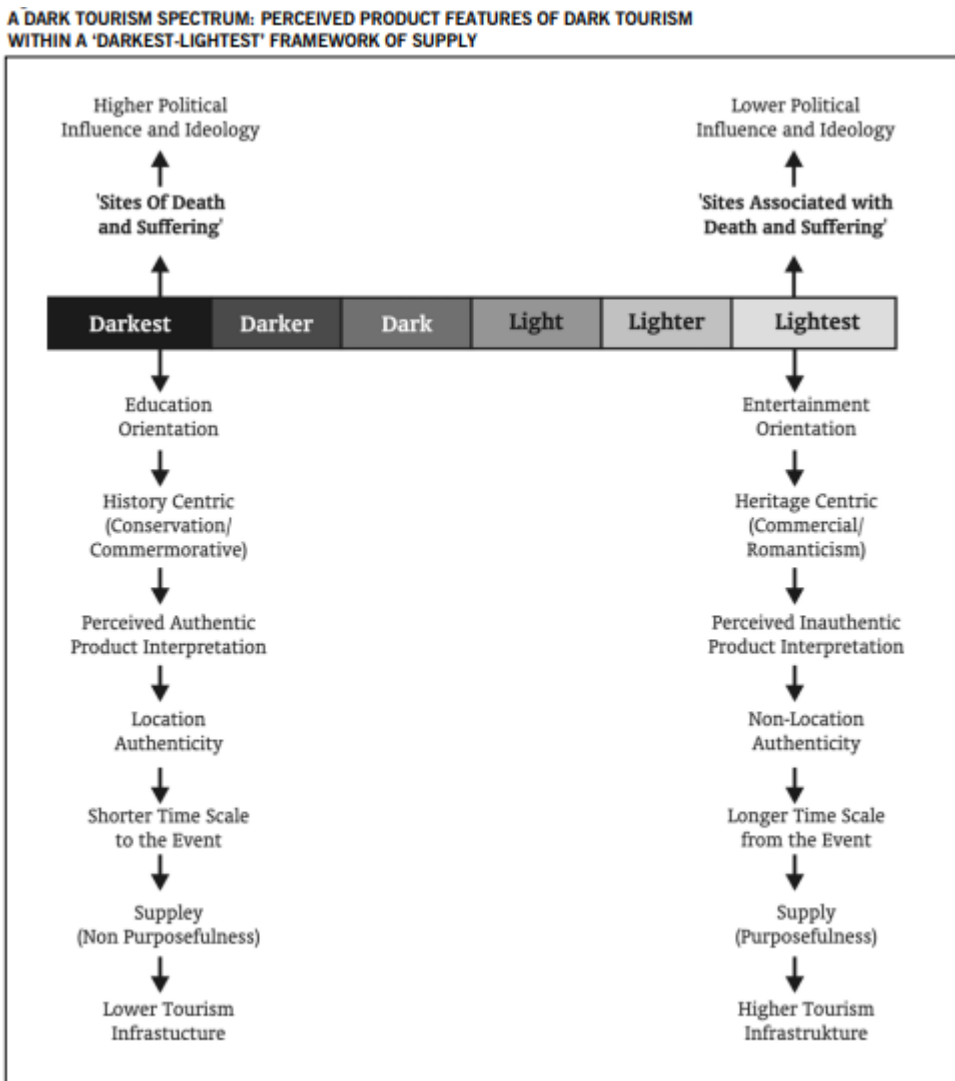 A DARK TOURISM SPECTRUM: PERCEIVED PRODUCT FEATURES OF DARK TOURISM
WITHIN A ‘DARKEST-LIGHTEST’ FRAMEWORK OF SUPPLY
Higher Political
Influence and Ideology
Lower Political
Influence and Ideology
'Sites Of Death
and Suffering'
'Sites Associated with
Death and Suffering'
Darkest
Darker
Dark
Light
Lighter
Lightest
Education
Orientation
History Centric
(Conservation/
Commermorative)
Perceived Authentic
Product Interpretation
Location
Authenticity
Shorter Time Scale
to the Event
Suppley
(Non Purposefulness)
Lower Tourism
Infrastucture
Entertainment
Orientation
Heritage Centric
(Commercial/
Romanticism)
Perceived Inauthentic
Product Interpretation
Non-Location
Authenticity
Longer Time Scale
from the Event
Supply
(Purposefulness)
Higher Tourism
Infrastrukture